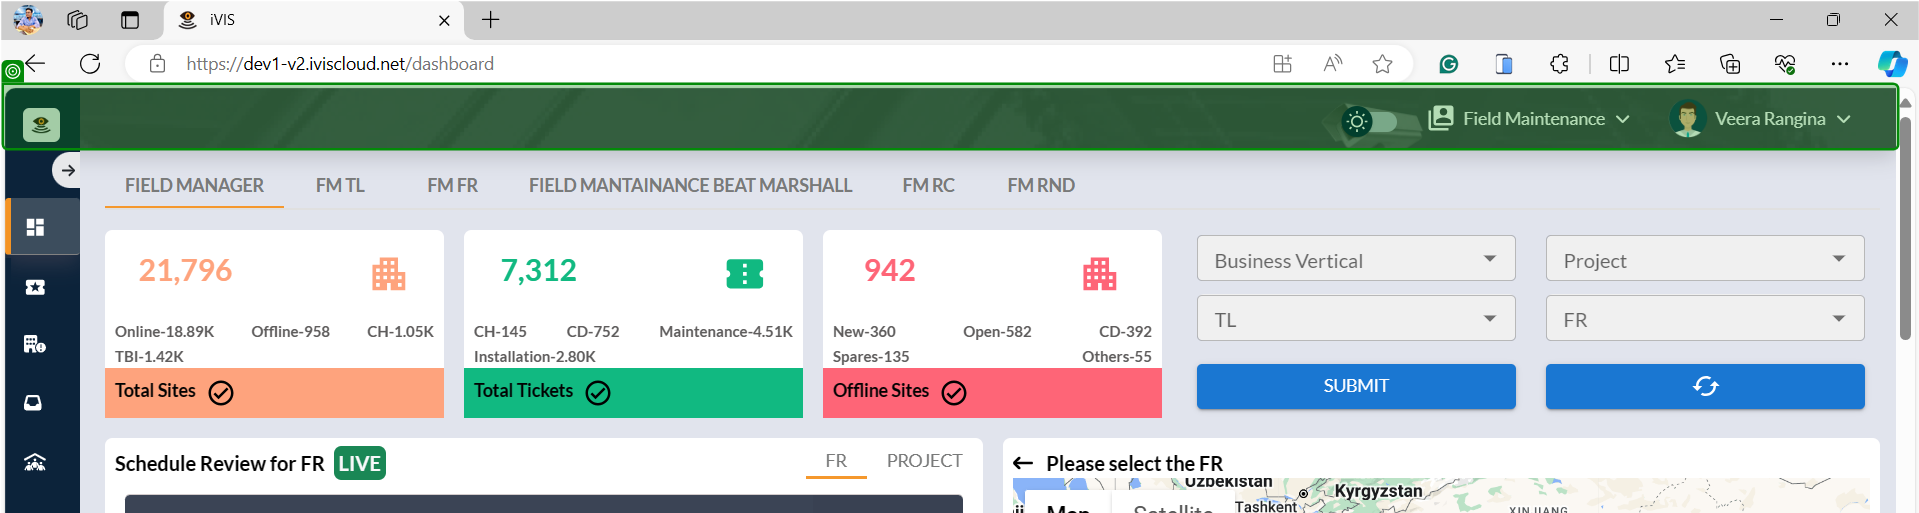 iVIS
https://dev1-v2.iviscloud.net/dashboard
Field Maintenance
Veera Rangina
FIELD MANAGER FM TL FM FR FIELD MANTAINANCE BEAT MARSHALL FM RC FM RND
21,796
Online-18.89K Offline-958 CH-1.05K
TBI-1.42K
Total Sites
7,312
CH-145 CD-752 Maintenance-4.51K
Installation-2.80K
Total Tickets
942
New-360 Open-582 CD-392
Spares-135 Others-55
Offline Sites
Business Vertical
Project
TL
FR
SUBMIT
Schedule Review for FR LIVE
FR PROJECT
Please select the FR
Uzbekistan
Kyrgyzstan
Tashkent
XINJIANG
Map Satellite